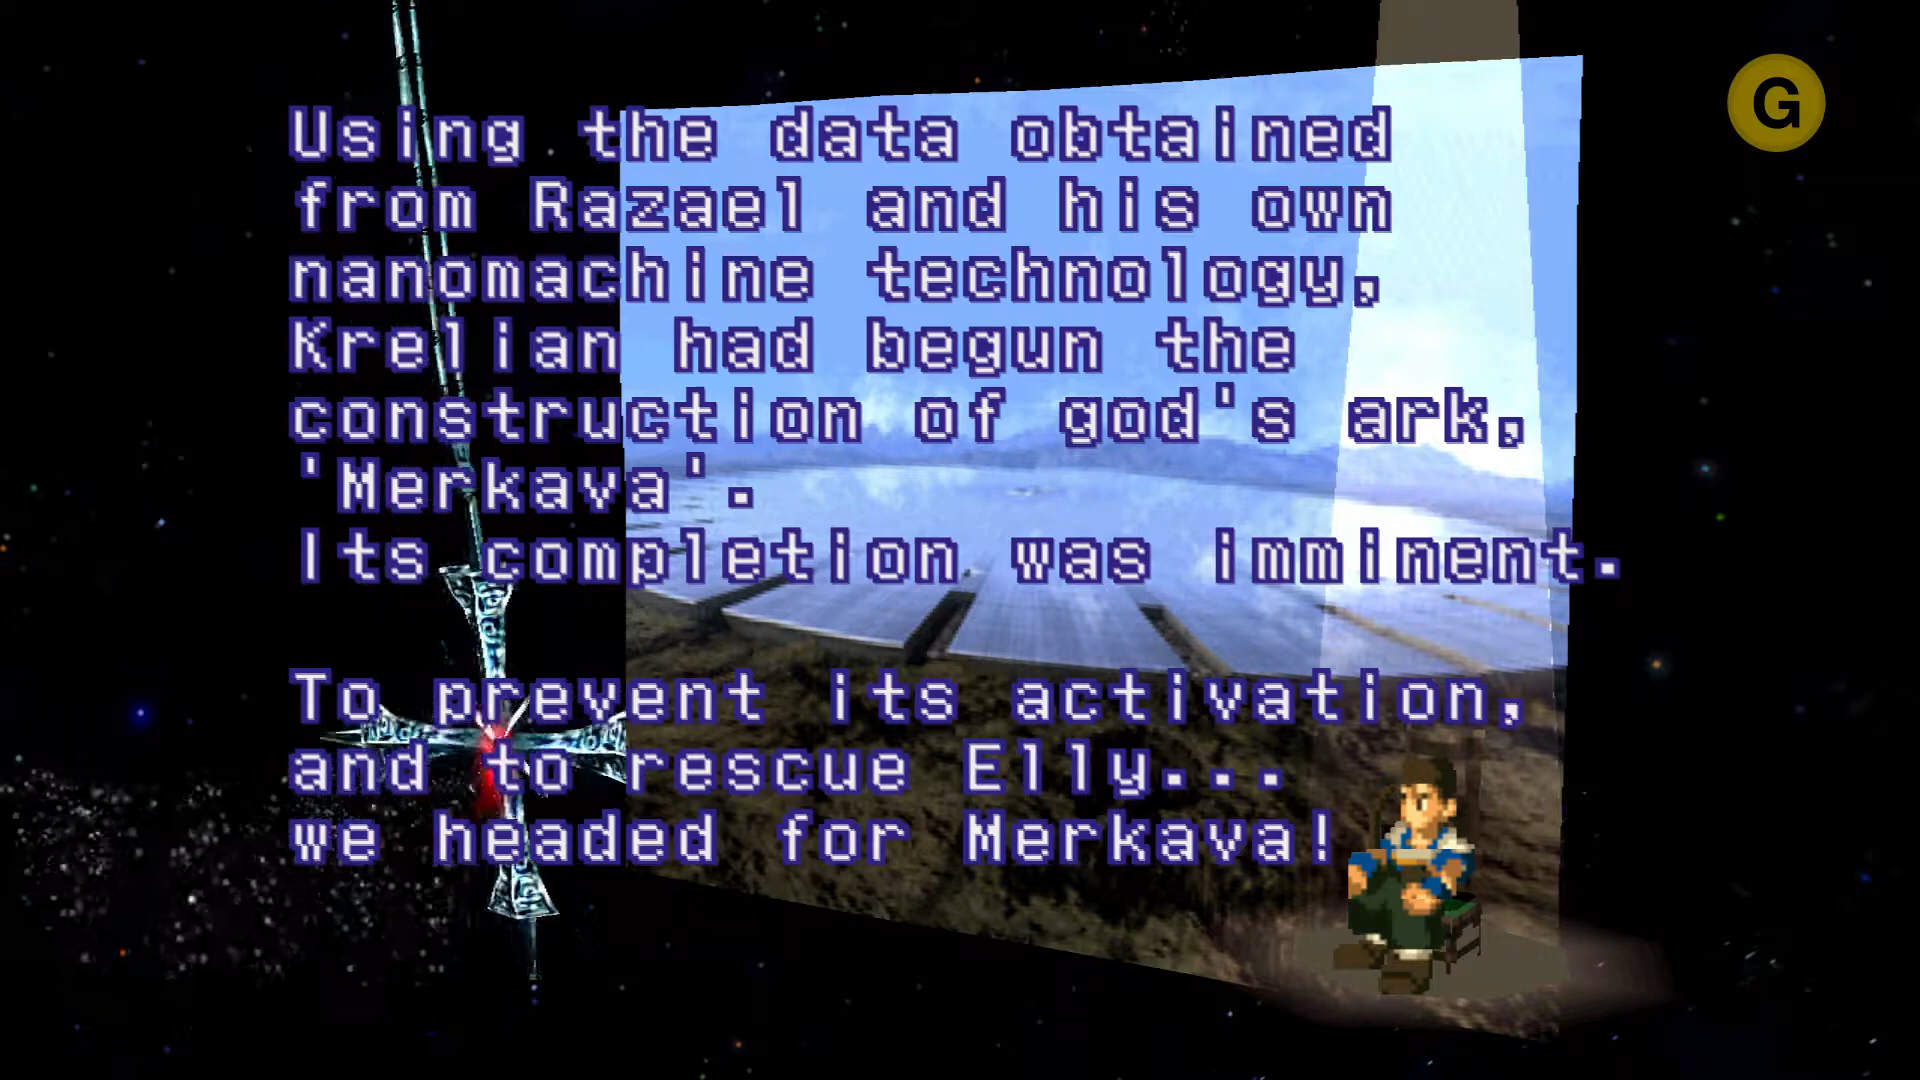 Using the data obtained
from Razael and his own
nanomachine technology,
Krelian had begun the
construction of god's ark,
'Merkava'.
Its completion was imminent.
To prevent its activation,
and to rescue Elly...
we headed for Merkava!
G